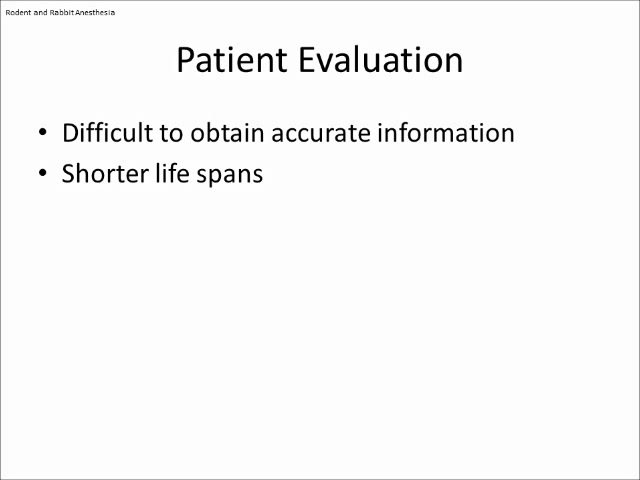 Rodent and Rabbit Anesthesia
Patient Evaluation
• Difficult to obtain accurate information
• Shorter life spans